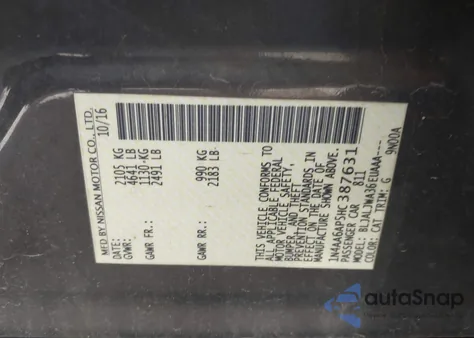 MFD BY NISSAN MOTOR CO., LTD.
DATE: 10/16
GVWR: 2105 KG
4641 LB
GAWR FR.: 1130 KG
2491 LB
GAWR RR.: 990 KG
2183 LB
THIS VEHICLE CONFORMS TO
ALL APPLICABLE FEDERAL
MOTOR VEHICLE SAFETY,
BUMPER, AND THEFT
PREVENTION STANDARDS IN
EFFECT ON THE DATE OF
MANUFACTURE SHOWN ABOVE.
1N4AA6AP5HC387631
PASSENGER CAR 811
MODEL: BLJALJWA36EUAAA---
COLOR: CAT TRIM: G 9N00A
autoSnap